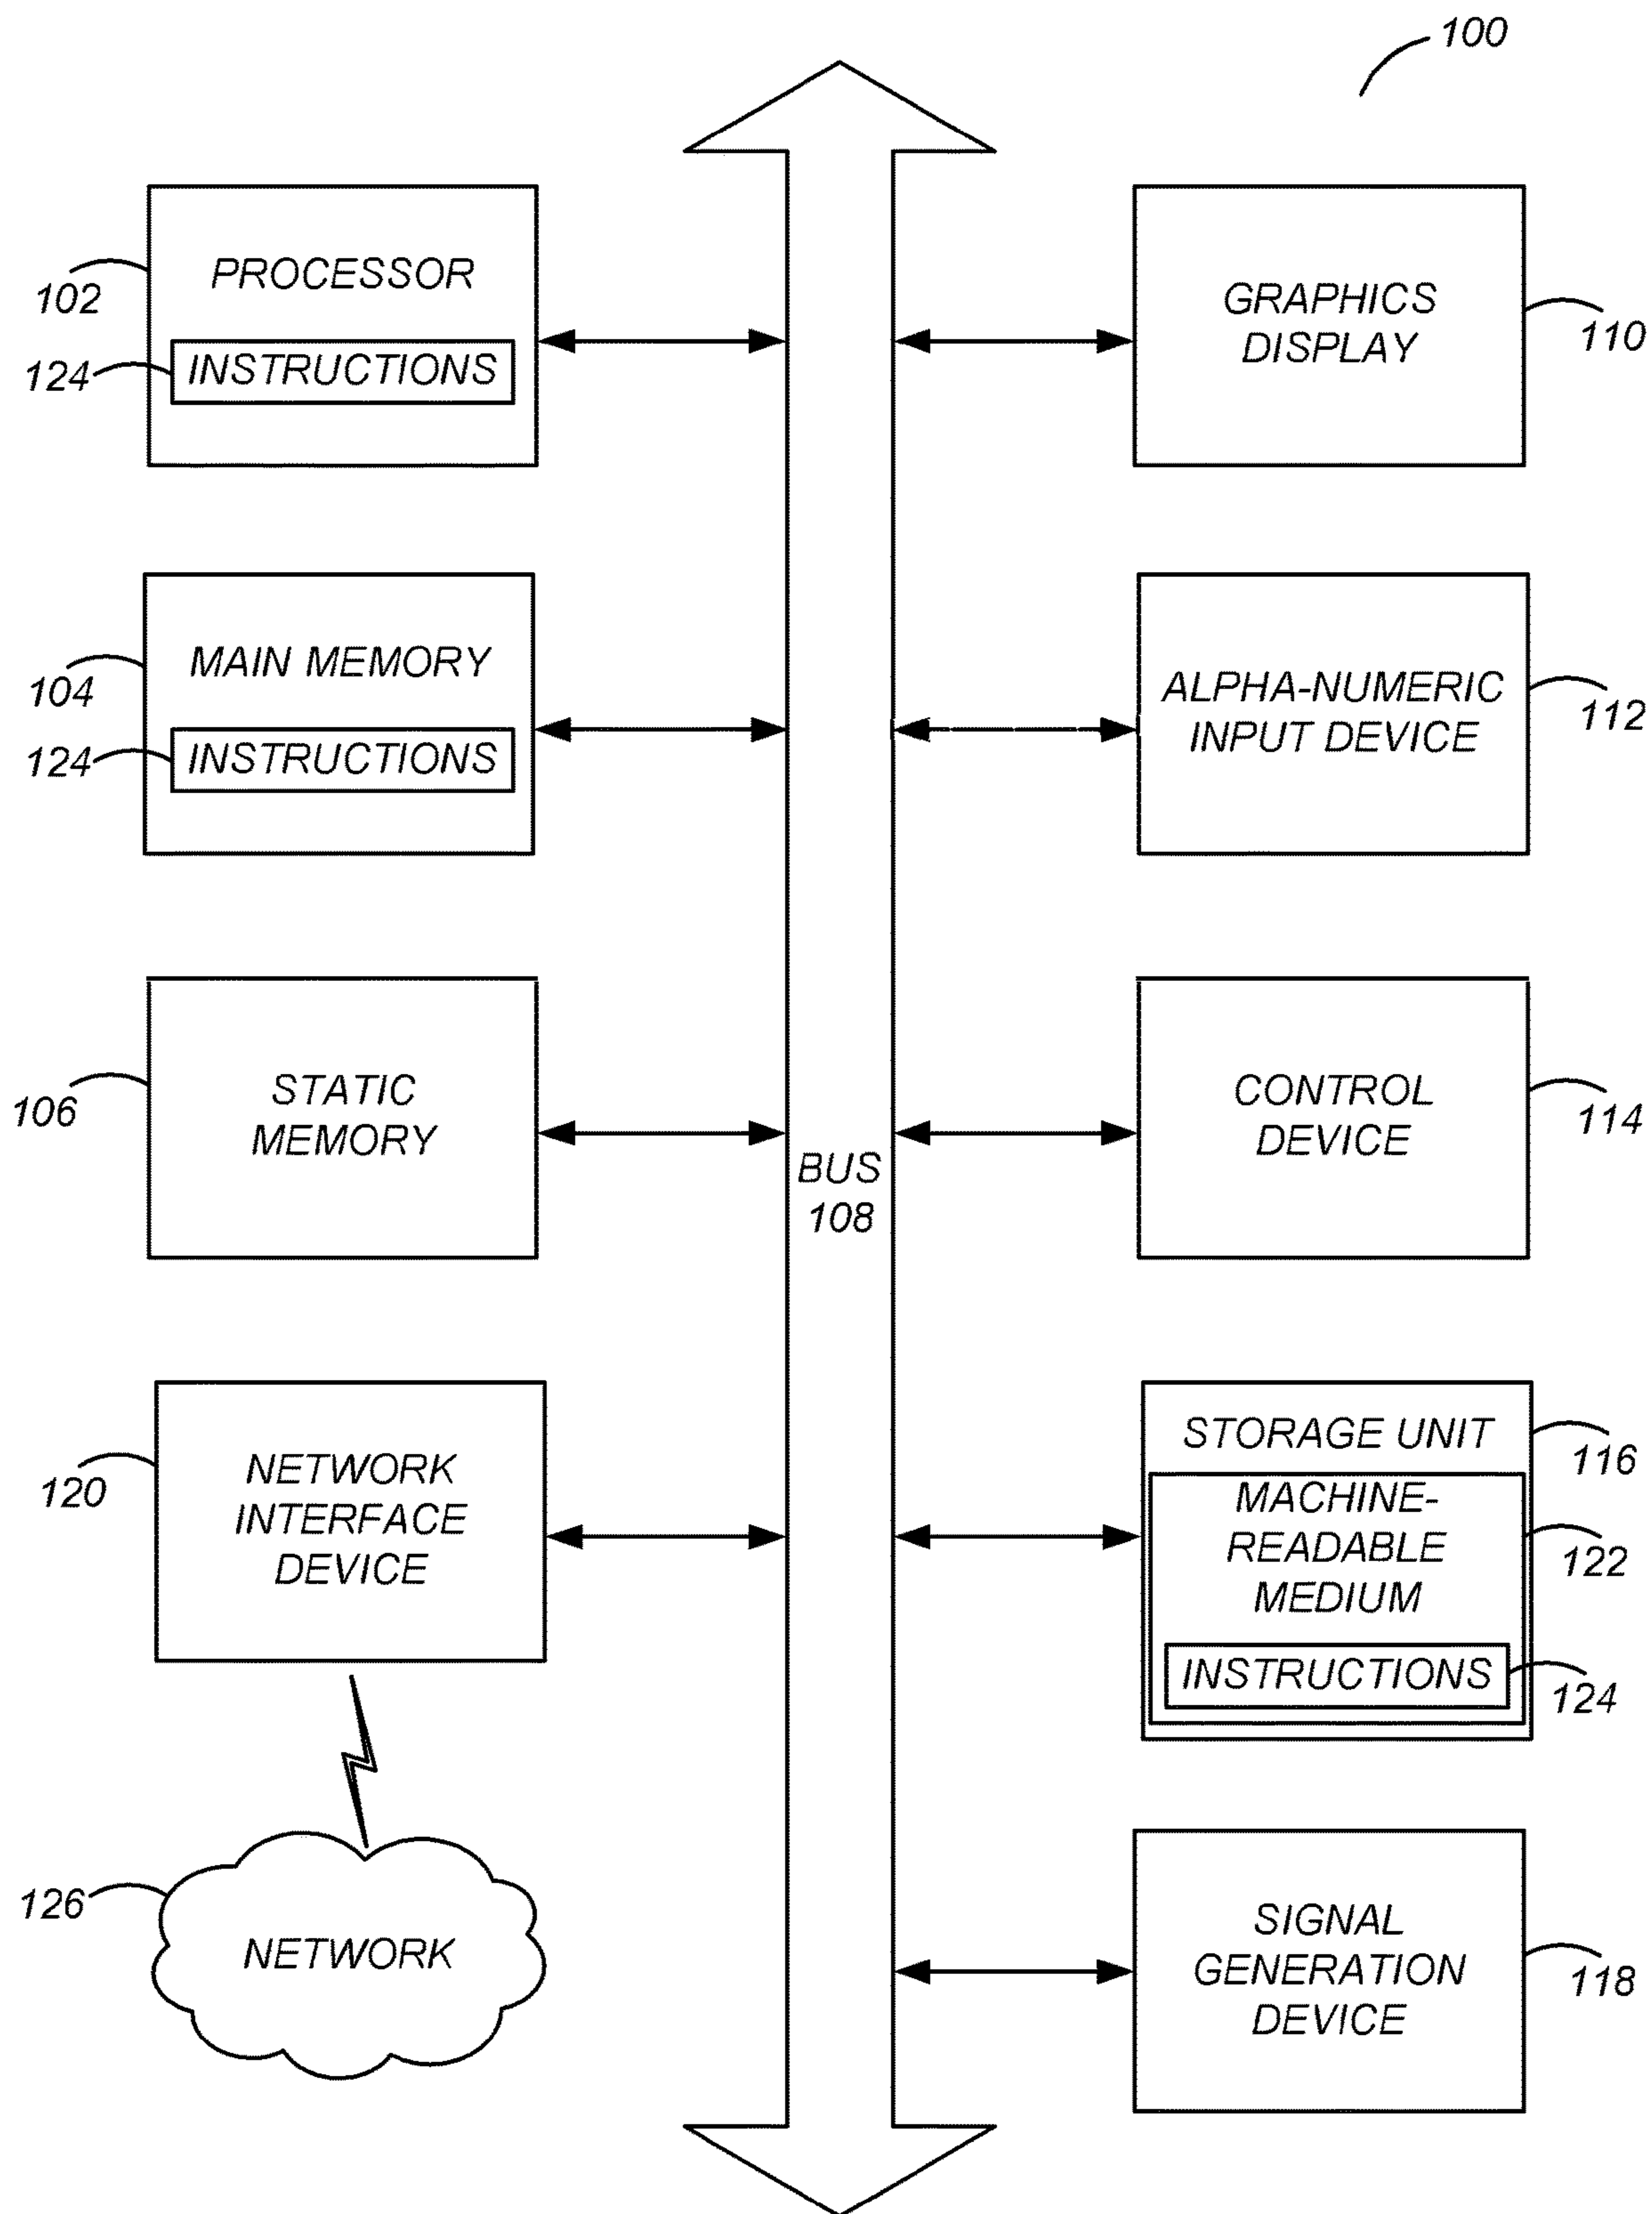 100
PROCESSOR
102
INSTRUCTIONS
124
GRAPHICS
DISPLAY
110
MAIN MEMORY
104
INSTRUCTIONS
124
ALPHA-NUMERIC
INPUT DEVICE
112
STATIC
MEMORY
106
BUS
108
CONTROL
DEVICE
114
NETWORK
INTERFACE
DEVICE
120
STORAGE UNIT
116
MACHINE-
READABLE
MEDIUM
122
INSTRUCTIONS
124
126
NETWORK
SIGNAL
GENERATION
DEVICE
118